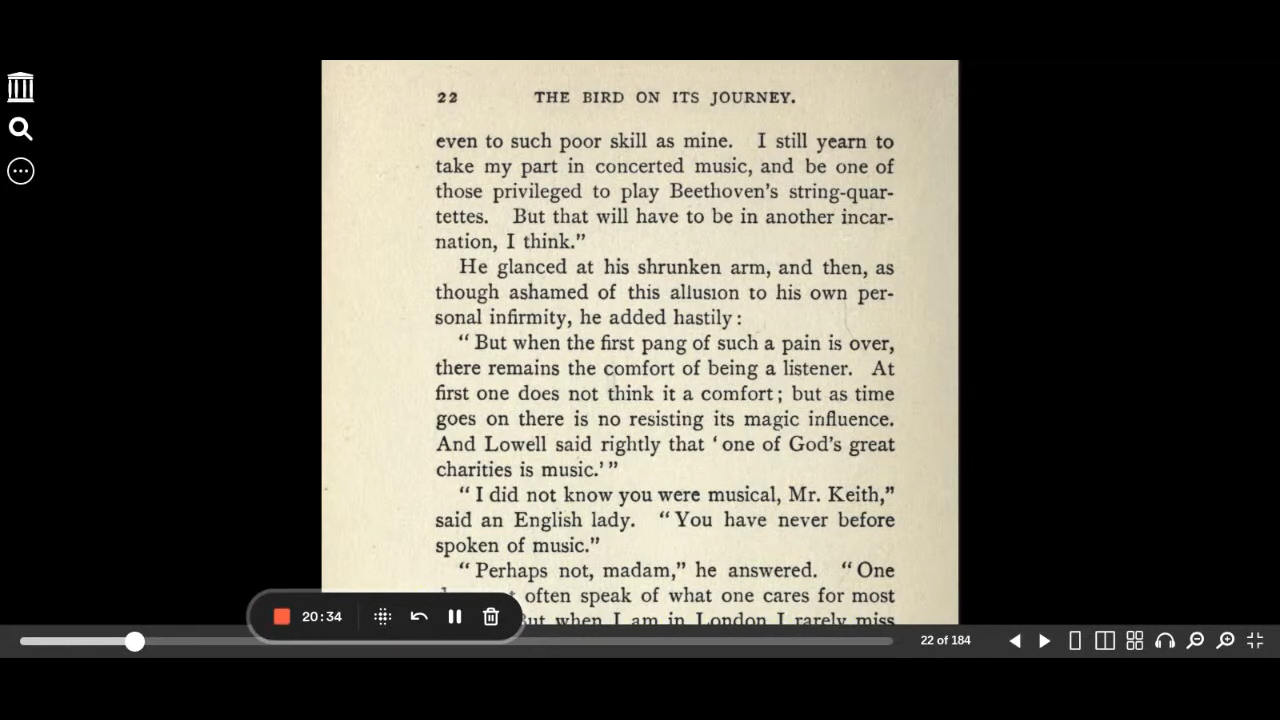 22 THE BIRD ON ITS JOURNEY.
even to such poor skill as mine. I still yearn to
take my part in concerted music, and be one of
those privileged to play Beethoven's string-quar-
tettes. But that will have to be in another incar-
nation, I think.”
He glanced at his shrunken arm, and then, as
though ashamed of this allusion to his own per-
sonal infirmity, he added hastily :
“ But when the first pang of such a pain is over,
there remains the comfort of being a listener. At
first one does not think it a comfort ; but as time
goes on there is no resisting its magic influence.
And Lowell said rightly that ‘ one of God's great
charities is music.’ ”
“ I did not know you were musical, Mr. Keith,”
said an English lady. “ You have never before
spoken of music.”
“ Perhaps not, madam,” he answered. “ One
often speak of what one cares for most
But when I am in London I rarely miss
20:34
22 of 184